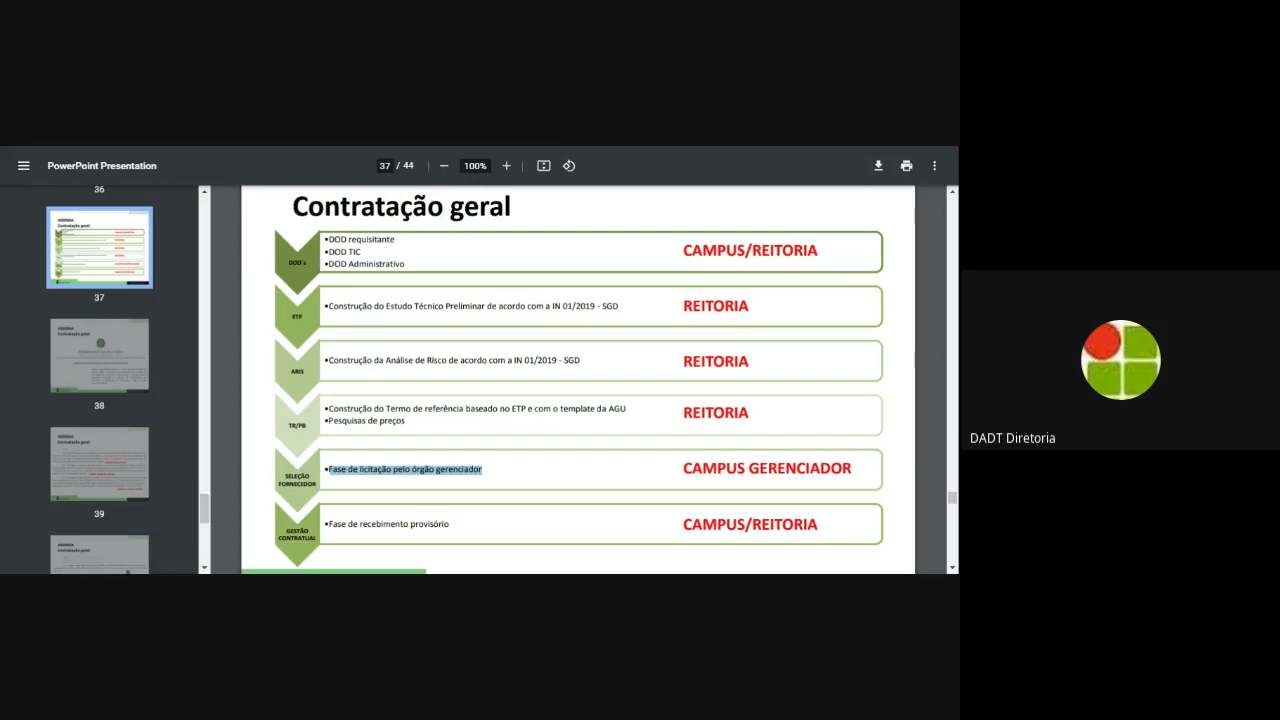 PowerPoint Presentation
37 / 44
100%
36
37
38
39
Contratação geral
DOD's
•DOD requisitante
•DOD TIC
•DOD Administrativo
CAMPUS/REITORIA
ETP
•Construção do Estudo Técnico Preliminar de acordo com a IN 01/2019 - SGD
REITORIA
ARIS
•Construção da Análise de Risco de acordo com a IN 01/2019 - SGD
REITORIA
TR/PB
•Construção do Termo de referência baseado no ETP e com o template da AGU
•Pesquisas de preços
REITORIA
SELEÇÃO
FORNECEDOR
•Fase de licitação pelo órgão gerenciador
CAMPUS GERENCIADOR
GESTÃO
CONTRATUAL
•Fase de recebimento provisório
CAMPUS/REITORIA
DADT Diretoria